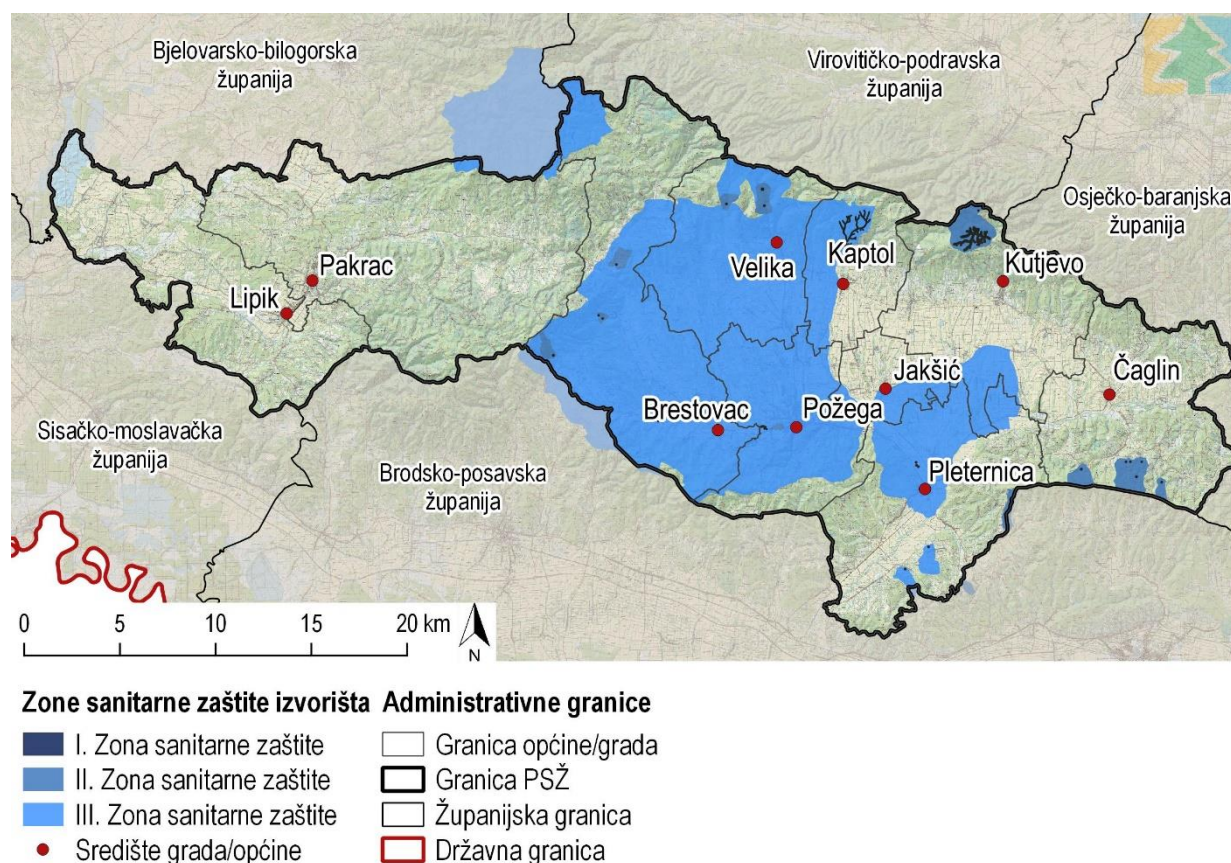 Bjelovarsko-bilogorska
županija
Virovitičko-podravska
županija
Osječko-baranjska
županija
Pakrac
Lipik
Velika
Kaptol
Kutjevo
Jakšić
Čaglin
Brestovac
Požega
Pleternica
Sisačko-moslavačka
županija
Brodsko-posavska
županija
0 5 10 15 20 km
N
Zone sanitarne zaštite izvorišta
I. Zona sanitarne zaštite
II. Zona sanitarne zaštite
III. Zona sanitarne zaštite
Središte grada/općine
Administrativne granice
Granica općine/grada
Granica PSŽ
Županijska granica
Državna granica